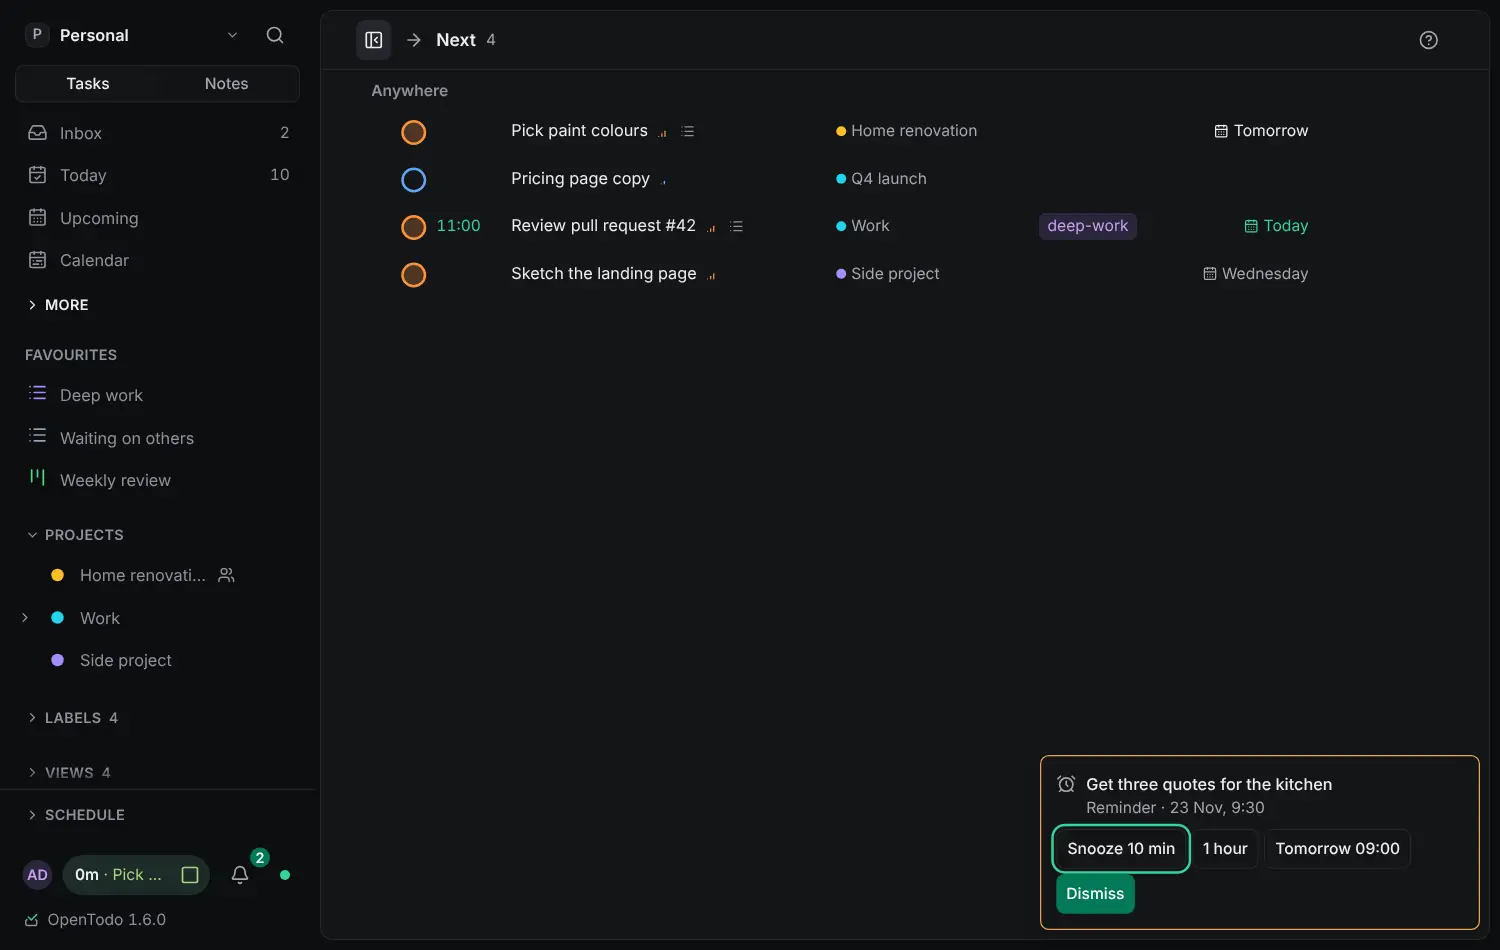 P Personal
Tasks Notes
Inbox 2
Today 10
Upcoming
Calendar
MORE
FAVOURITES
Deep work
Waiting on others
Weekly review
PROJECTS
Home renovati...
Work
Side project
LABELS 4
VIEWS 4
SCHEDULE
AD 0m · Pick ... 2
OpenTodo 1.6.0
Next 4
Anywhere
Pick paint colours Home renovation Tomorrow
Pricing page copy Q4 launch
11:00 Review pull request #42 Work deep-work Today
Sketch the landing page Side project Wednesday
Get three quotes for the kitchen
Reminder · 23 Nov, 9:30
Snooze 10 min 1 hour Tomorrow 09:00
Dismiss